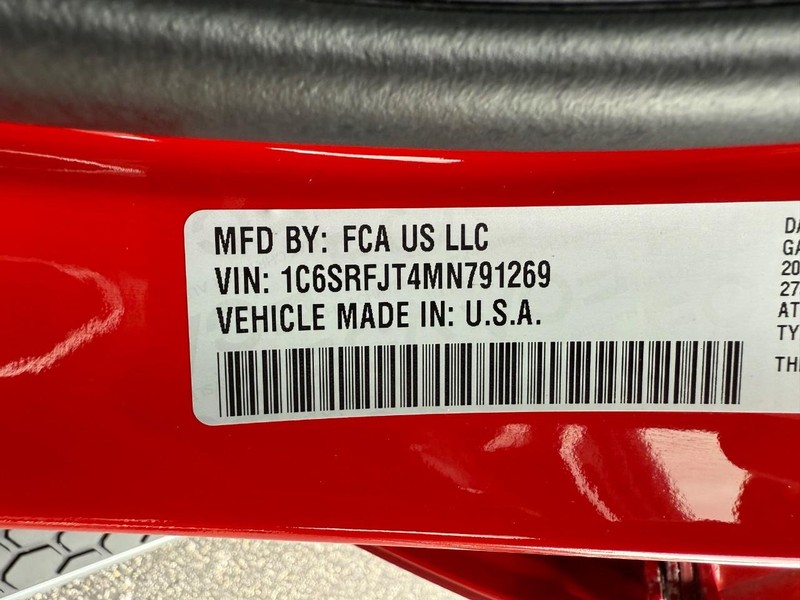 MFD BY: FCA US LLC
VIN: 1C6SRFJT4MN791269
VEHICLE MADE IN: U.S.A.